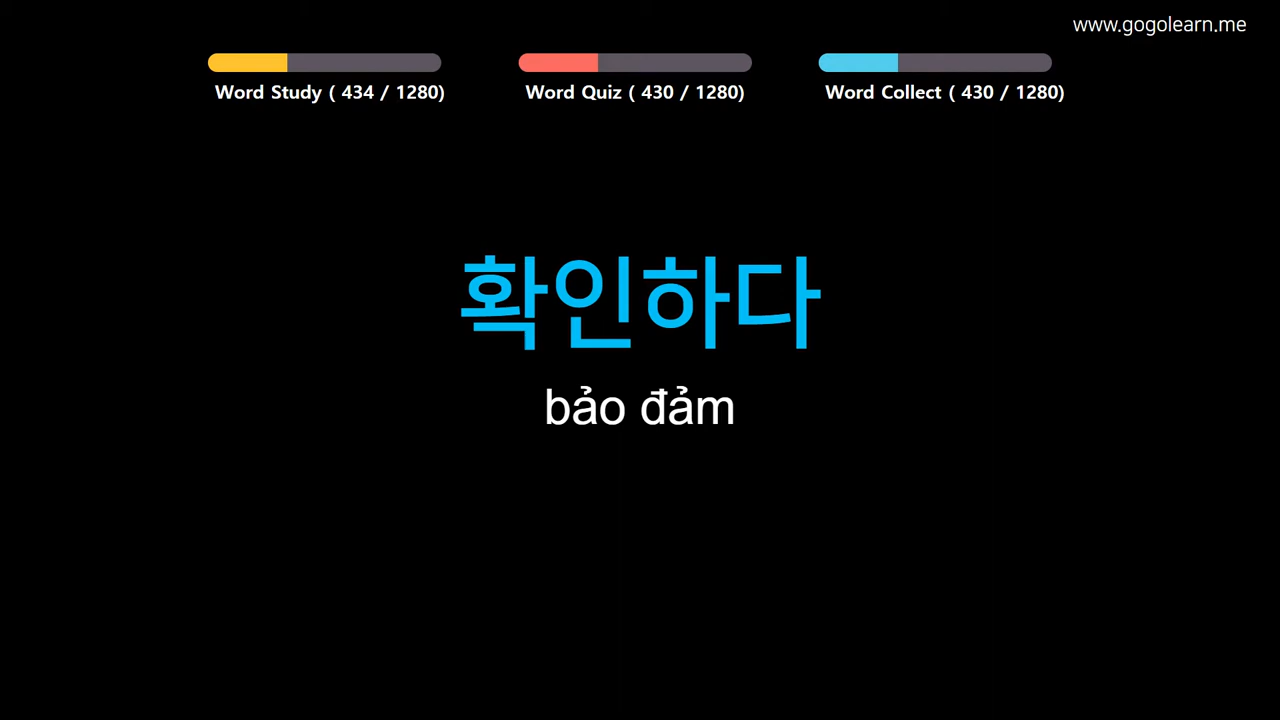 www.gogolearn.me
Word Study ( 434 / 1280)
Word Quiz ( 430 / 1280)
Word Collect ( 430 / 1280)
확인하다
bảo đảm